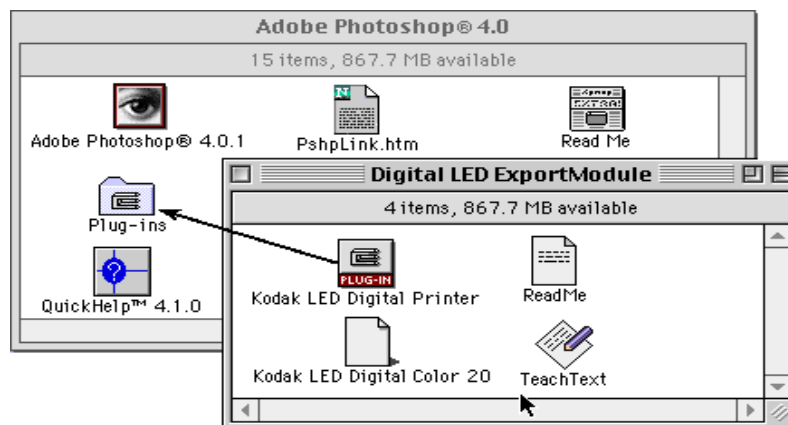 Adobe Photoshop® 4.0
15 items, 867.7 MB available
Adobe Photoshop® 4.0.1
N
PshpLink.htm
EXTRA!
Read Me
Plug-ins
QuickHelp™ 4.1.0
Digital LED ExportModule
4 items, 867.7 MB available
PLUG-IN
Kodak LED Digital Printer
ReadMe
Kodak LED Digital Color 20
TeachText